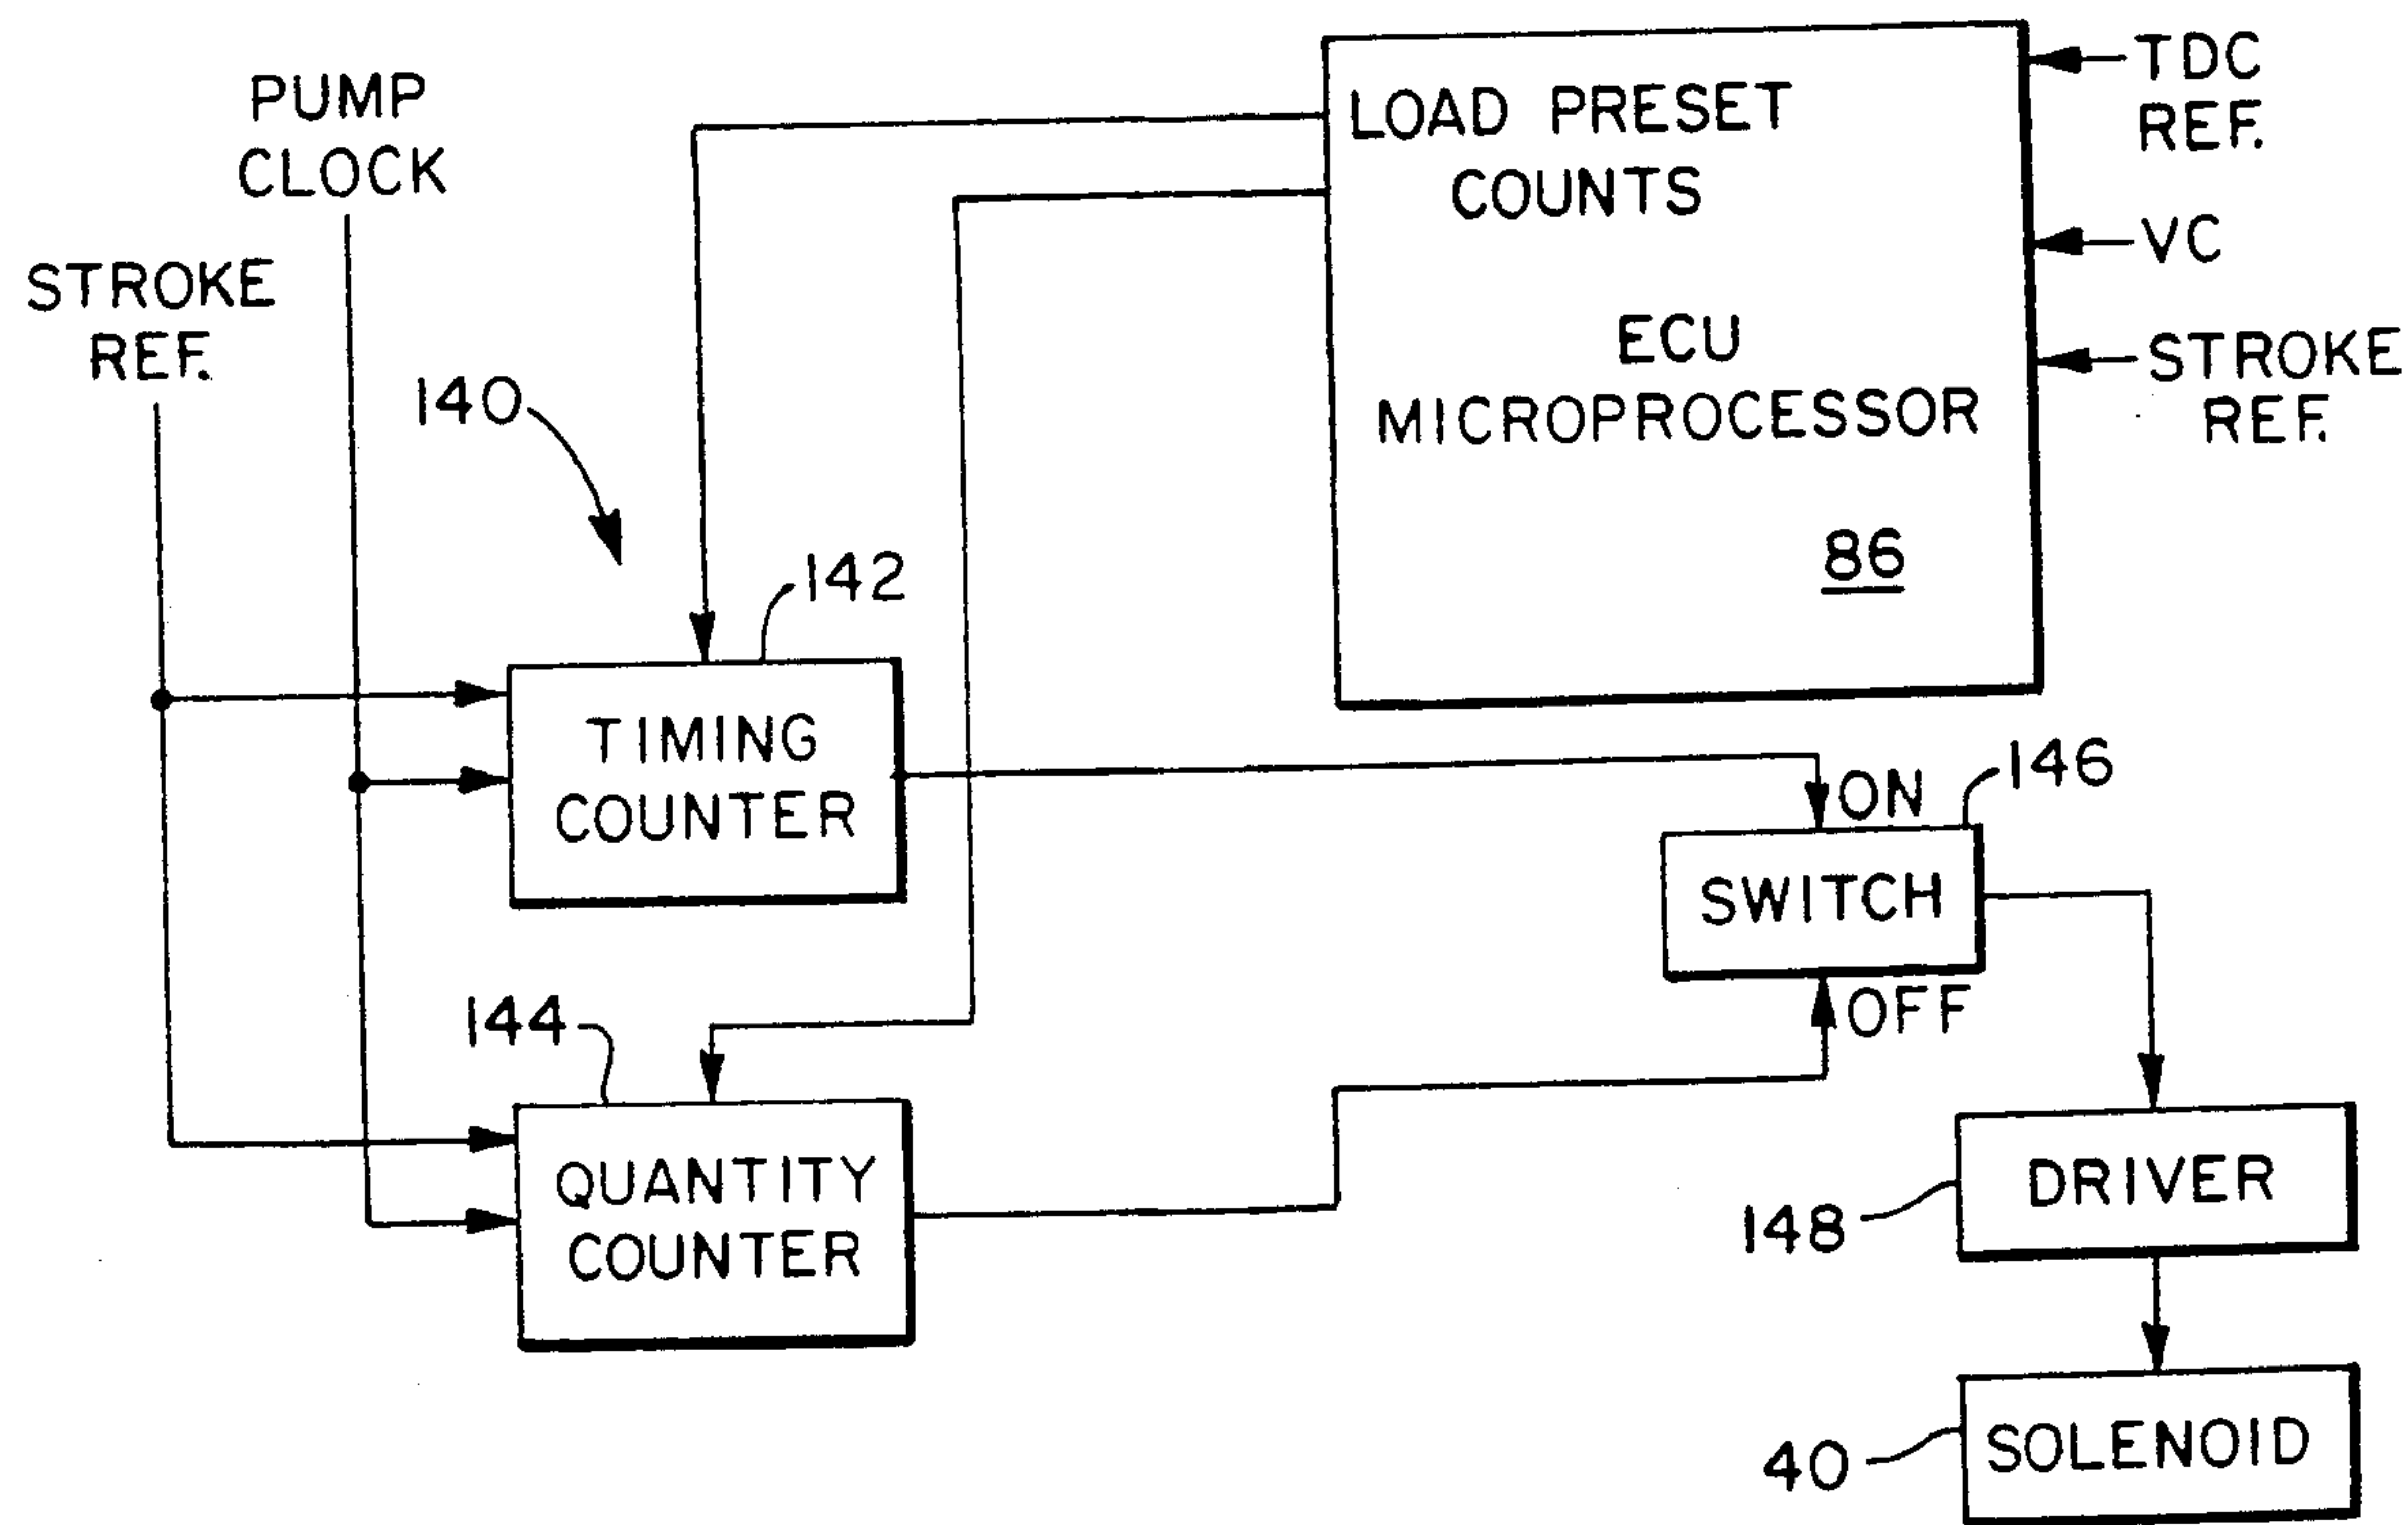 PUMP
CLOCK
STROKE
REF.
140
LOAD PRESET
COUNTS
ECU
MICROPROCESSOR
86
TDC
REF.
VC
STROKE
REF.
142
TIMING
COUNTER
144
QUANTITY
COUNTER
ON
146
SWITCH
OFF
148
DRIVER
40
SOLENOID